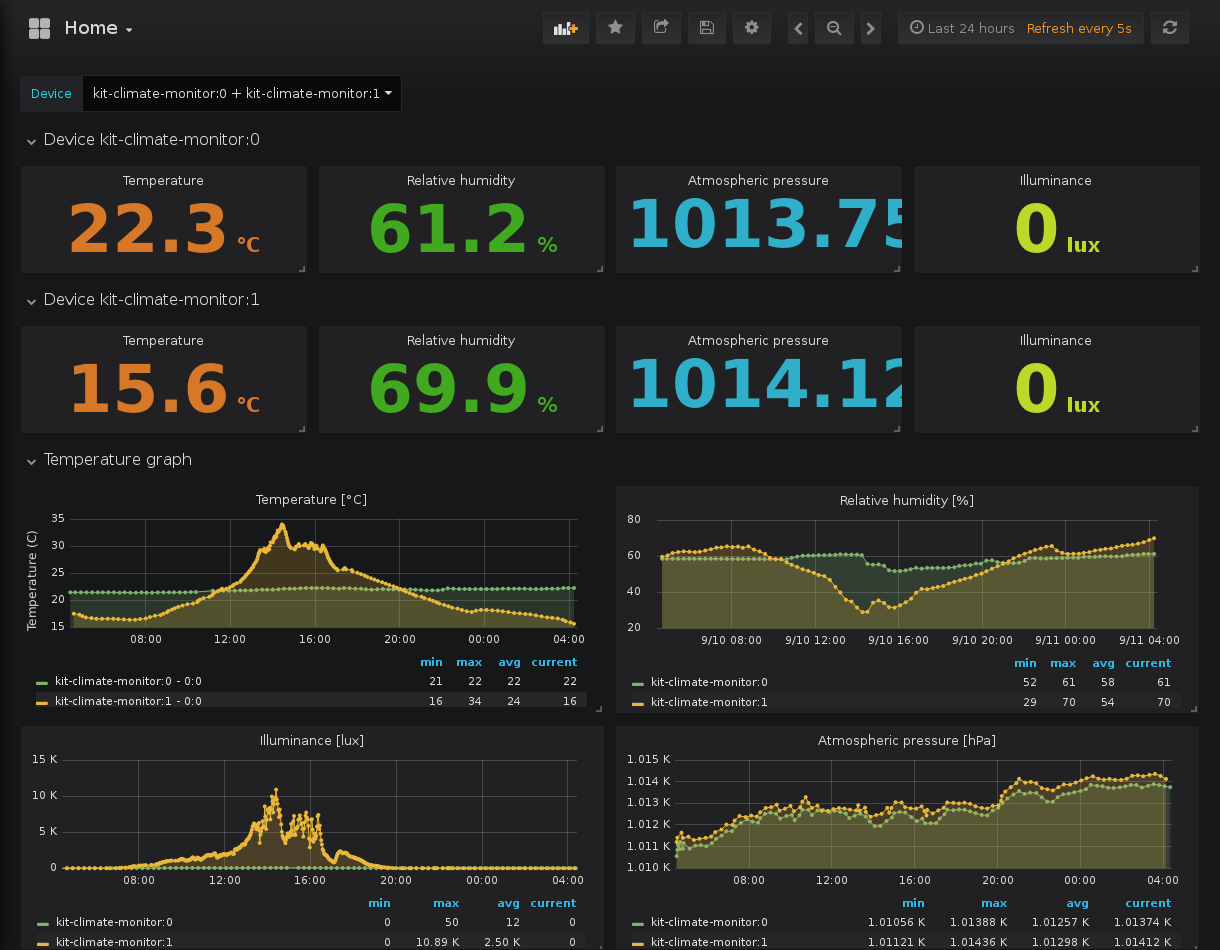 Home
Last 24 hours Refresh every 5s
Device kit-climate-monitor:0 + kit-climate-monitor:1
Device kit-climate-monitor:0
Temperature Relative humidity Atmospheric pressure Illuminance
22.3 °C 61.2 % 1013.75 0 lux
Device kit-climate-monitor:1
Temperature Relative humidity Atmospheric pressure Illuminance
15.6 °C 69.9 % 1014.12 0 lux
Temperature graph
Temperature [°C]
Temperature (C)
35
30
25
20
15
08:00 12:00 16:00 20:00 00:00 04:00
min max avg current
kit-climate-monitor:0 - 0:0 21 22 22 22
kit-climate-monitor:1 - 0:0 16 34 24 16
Relative humidity [%]
80
60
40
20
9/10 08:00 9/10 12:00 9/10 16:00 9/10 20:00 9/11 00:00 9/11 04:00
min max avg current
kit-climate-monitor:0 52 61 58 61
kit-climate-monitor:1 29 70 54 70
Illuminance [lux]
15 K
10 K
5 K
0
08:00 12:00 16:00 20:00 00:00 04:00
min max avg current
kit-climate-monitor:0 0 50 12 0
kit-climate-monitor:1 0 10.89 K 2.50 K 0
Atmospheric pressure [hPa]
1.015 K
1.014 K
1.013 K
1.012 K
1.011 K
1.010 K
08:00 12:00 16:00 20:00 00:00 04:00
min max avg current
kit-climate-monitor:0 1.01056 K 1.01388 K 1.01257 K 1.01374 K
kit-climate-monitor:1 1.01121 K 1.01436 K 1.01298 K 1.01412 K